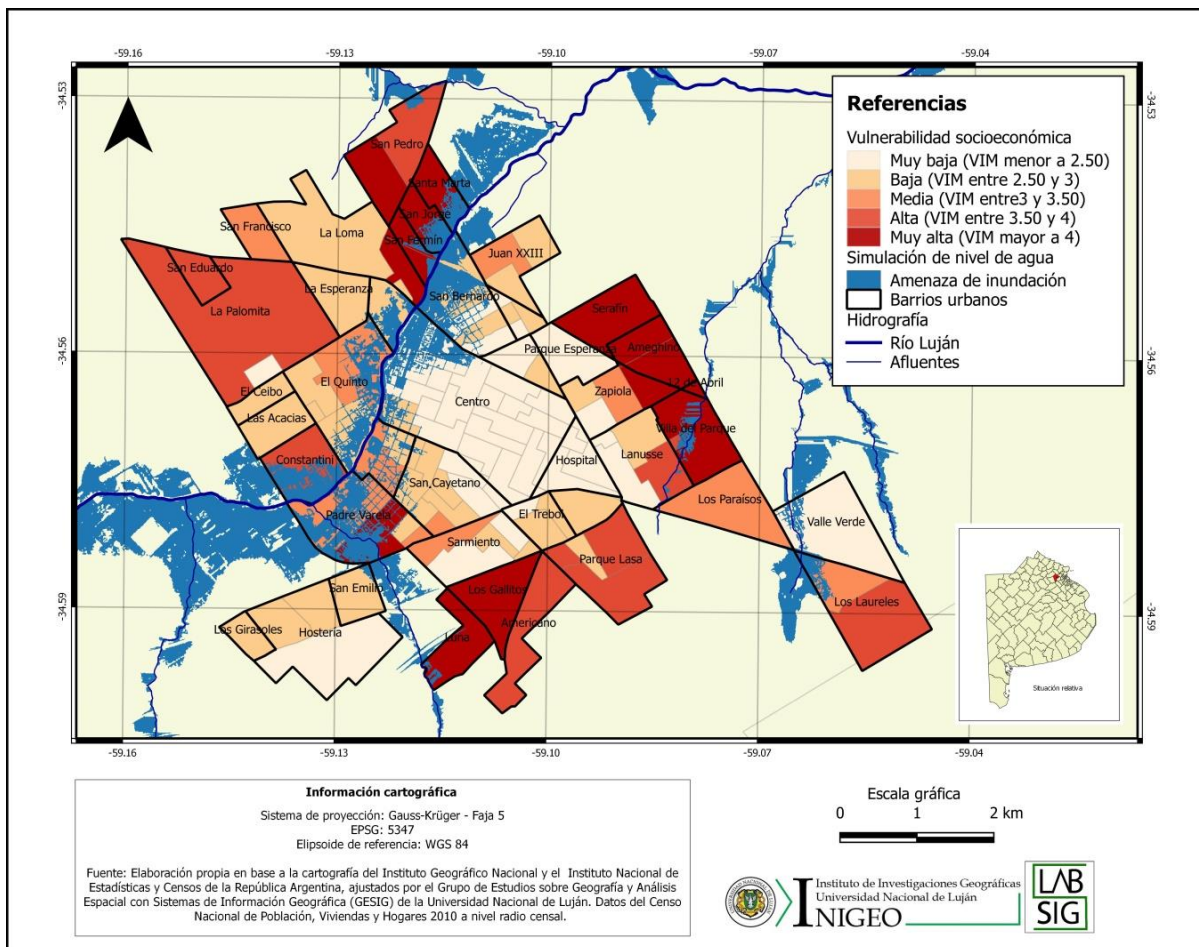 -59.16
-59.13
-59.10
-59.07
-59.04
-34.53
-34.53
Referencias
Vulnerabilidad socioeconómica
Muy baja (VIM menor a 2.50)
Baja (VIM entre 2.50 y 3)
Media (VIM entre3 y 3.50)
Alta (VIM entre 3.50 y 4)
Muy alta (VIM mayor a 4)
Simulación de nivel de agua
Amenaza de inundación
Barrios urbanos
Hidrografía
Río Luján
Afluentes
San Pedro
Santa Marta
San Jorge
San Francisco
La Loma
San Fermín
Juan XXIII
San Eduardo
La Esperanza
San Bernardo
La Palomita
Serafín
Parque Esperanza
Ameghino
-34.56
-34.56
El Quinto
12 de Abril
El Ceibo
Zapiola
Centro
Las Acacias
Villa del Parque
Constantini
Hospital
Lanusse
San Cayetano
Los Paraísos
Padre Varela
El Trebol
Valle Verde
Sarmiento
Parque Lasa
San Emilio
Los Gallitos
Los Laureles
-34.59
-34.59
Los Girasoles
Hostería
Americano
Luna
Situación relativa
-59.16
-59.13
-59.10
-59.07
-59.04
Información cartográfica
Sistema de proyección: Gauss-Krüger - Faja 5
EPSG: 5347
Elipsoide de referencia: WGS 84
Fuente: Elaboración propia en base a la cartografía del Instituto Geográfico Nacional y el Instituto Nacional de
Estadísticas y Censos de la República Argentina, ajustados por el Grupo de Estudios sobre Geografía y Análisis
Espacial con Sistemas de Información Geográfica (GESIG) de la Universidad Nacional de Luján. Datos del Censo
Nacional de Población, Viviendas y Hogares 2010 a nivel radio censal.
Escala gráfica
0 1 2 km
Instituto de Investigaciones Geográficas
Universidad Nacional de Luján
INIGEO
LAB
SIG